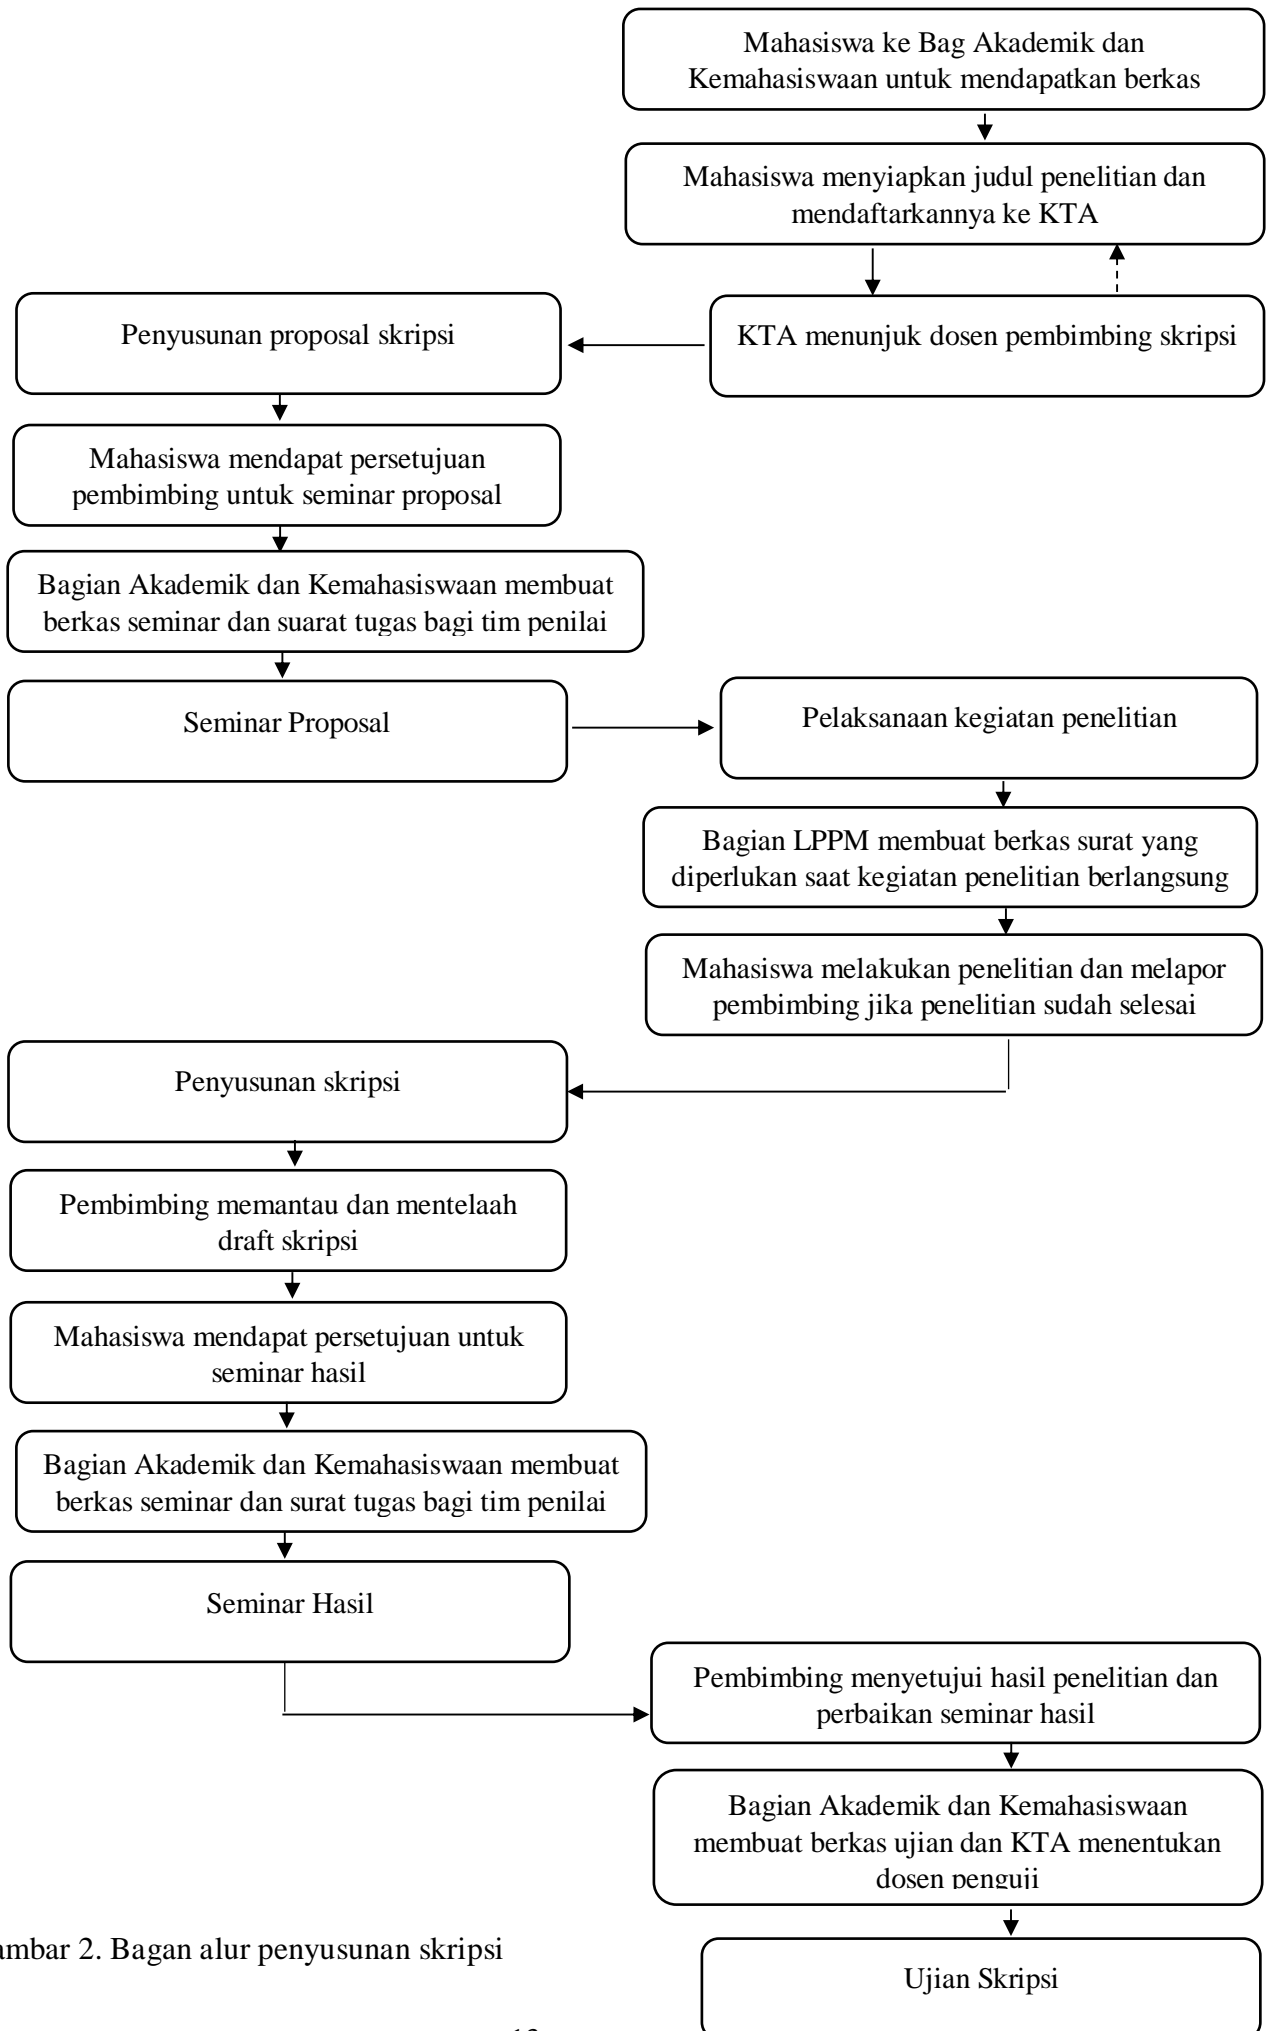 Mahasiswa ke Bag Akademik dan
Kemahasiswaan untuk mendapatkan berkas
Mahasiswa menyiapkan judul penelitian dan
mendaftarkannya ke KTA
KTA menunjuk dosen pembimbing skripsi
Penyusunan proposal skripsi
Mahasiswa mendapat persetujuan
pembimbing untuk seminar proposal
Bagian Akademik dan Kemahasiswaan membuat
berkas seminar dan suarat tugas bagi tim penilai
Seminar Proposal
Pelaksanaan kegiatan penelitian
Bagian LPPM membuat berkas surat yang
diperlukan saat kegiatan penelitian berlangsung
Mahasiswa melakukan penelitian dan melapor
pembimbing jika penelitian sudah selesai
Penyusunan skripsi
Pembimbing memantau dan mentelaah
draft skripsi
Mahasiswa mendapat persetujuan untuk
seminar hasil
Bagian Akademik dan Kemahasiswaan membuat
berkas seminar dan surat tugas bagi tim penilai
Seminar Hasil
Pembimbing menyetujui hasil penelitian dan
perbaikan seminar hasil
Bagian Akademik dan Kemahasiswaan
membuat berkas ujian dan KTA menentukan
dosen penguji
Ujian Skripsi
ambar 2. Bagan alur penyusunan skripsi